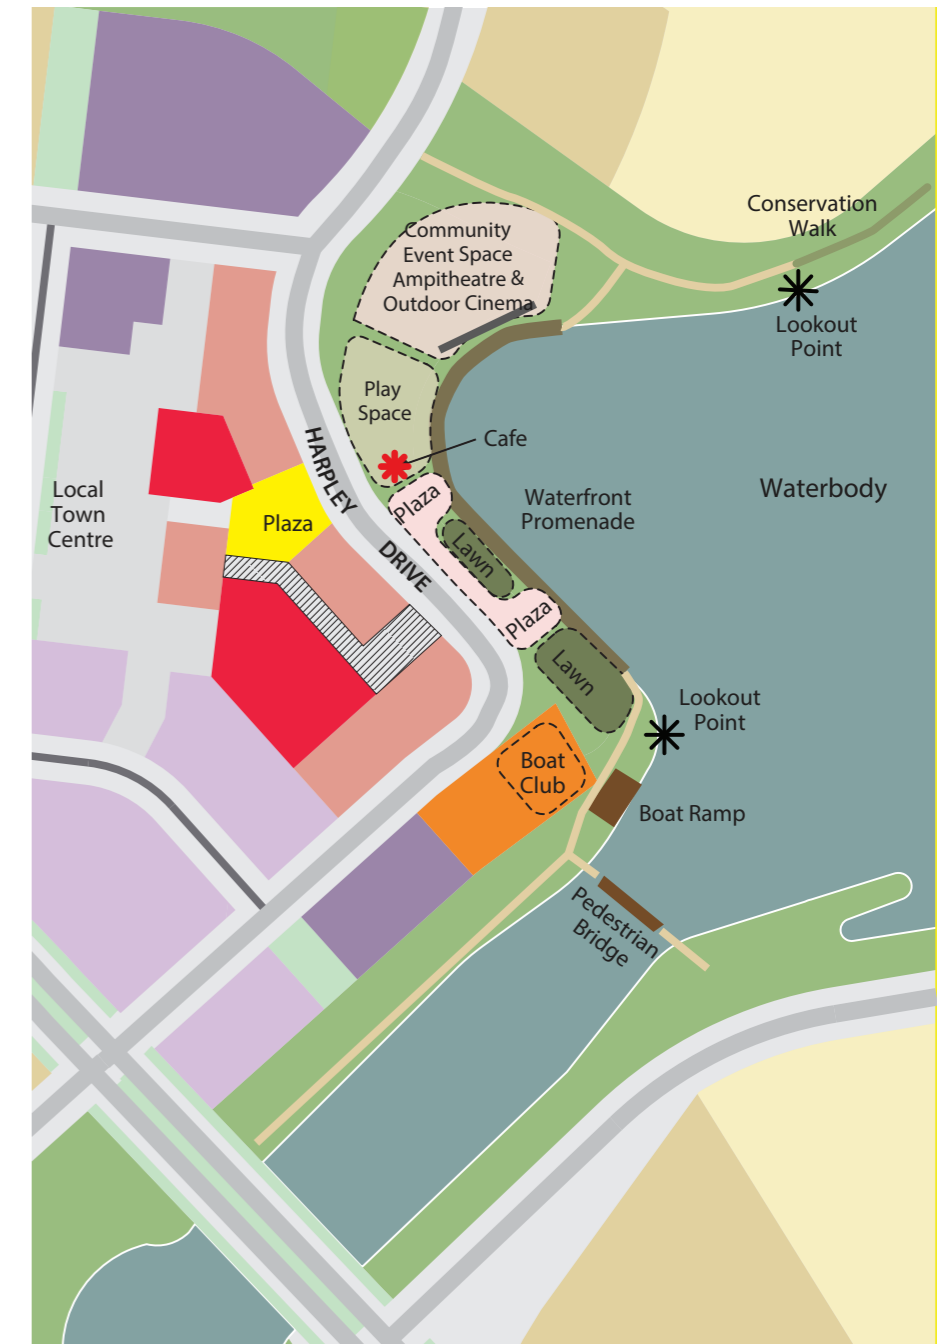 Conservation
Walk
Community
Event Space
Ampitheatre &
Outdoor Cinema
Lookout
Point
Play
Space
Cafe
HARPLEY
DRIVE
Local
Town
Centre
Plaza
Plaza
Waterfront
Promenade
Waterbody
Lawn
Plaza
Lawn
Lookout
Point
Boat
Club
Boat Ramp
Pedestrian
Bridge